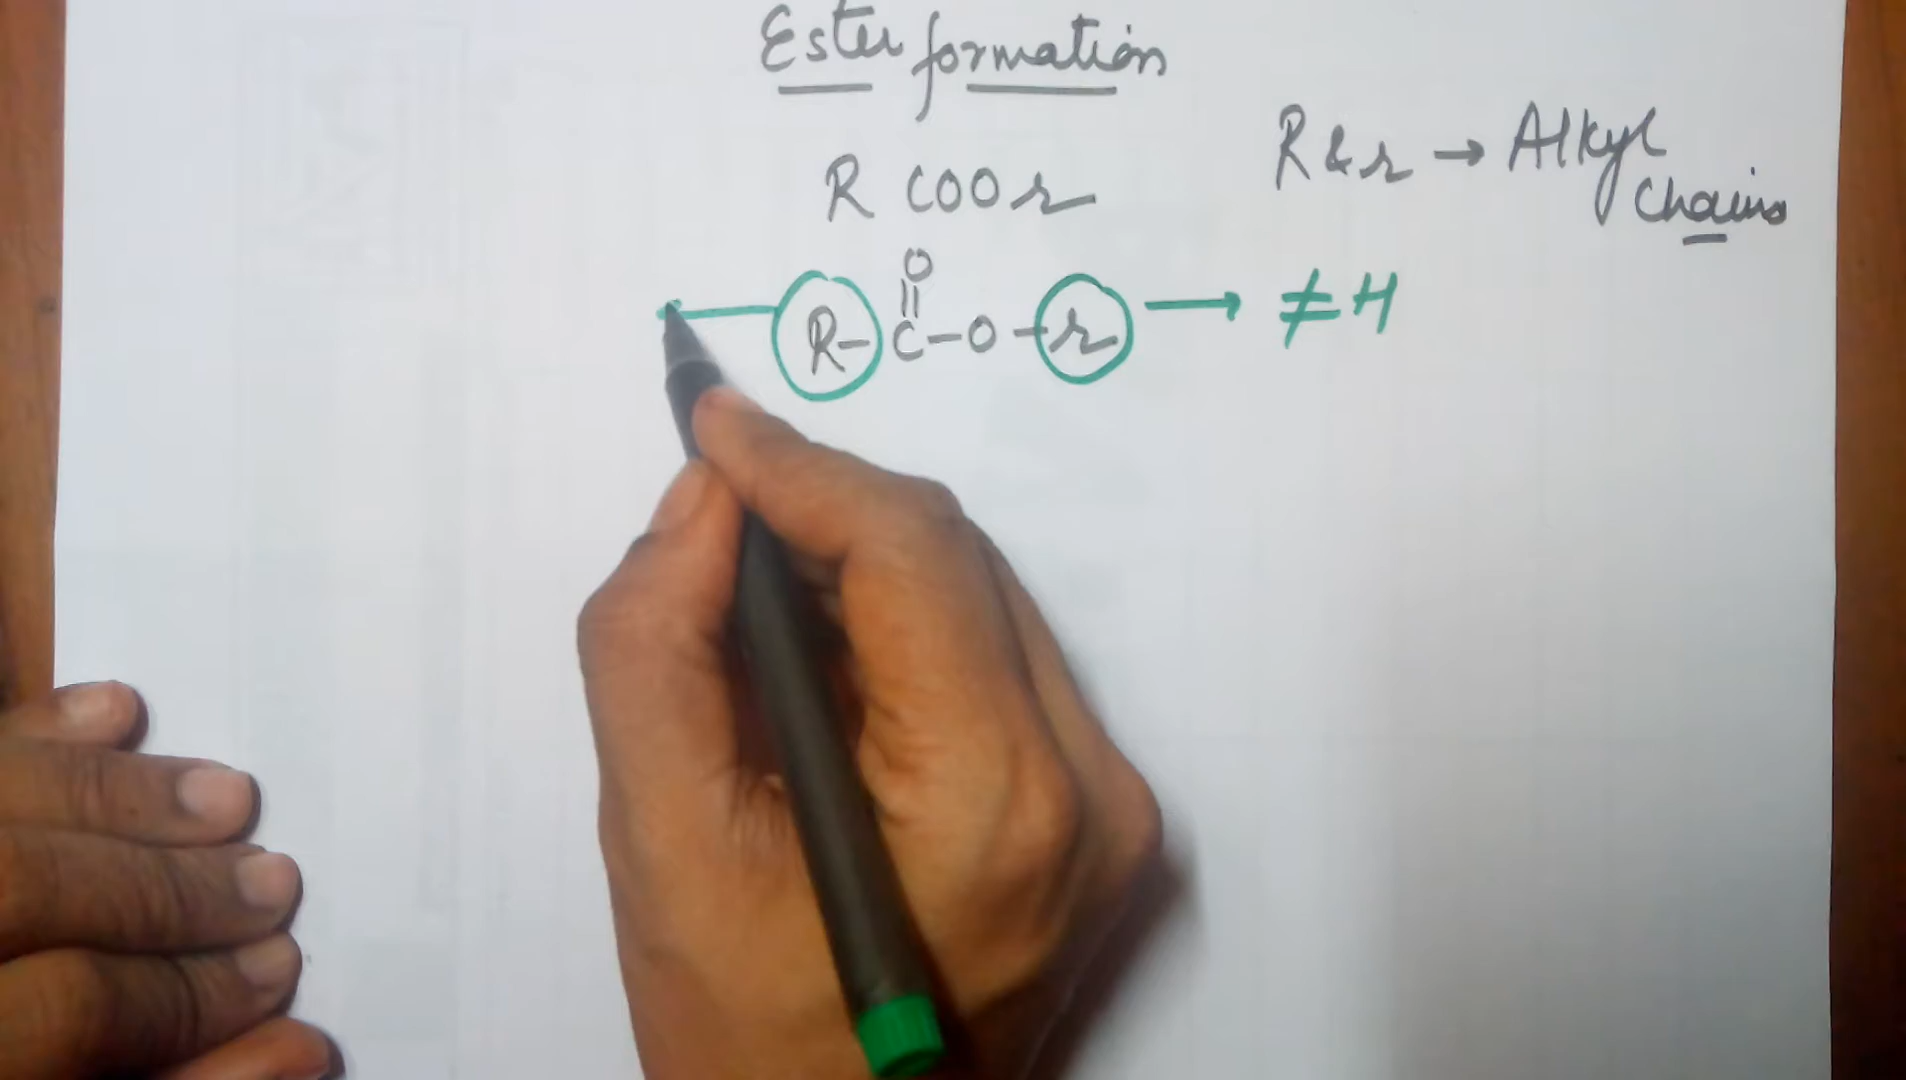 Ester formation
R & r → Alkyl
Chains
R COO r
O
R - C - O - r → ≠ H